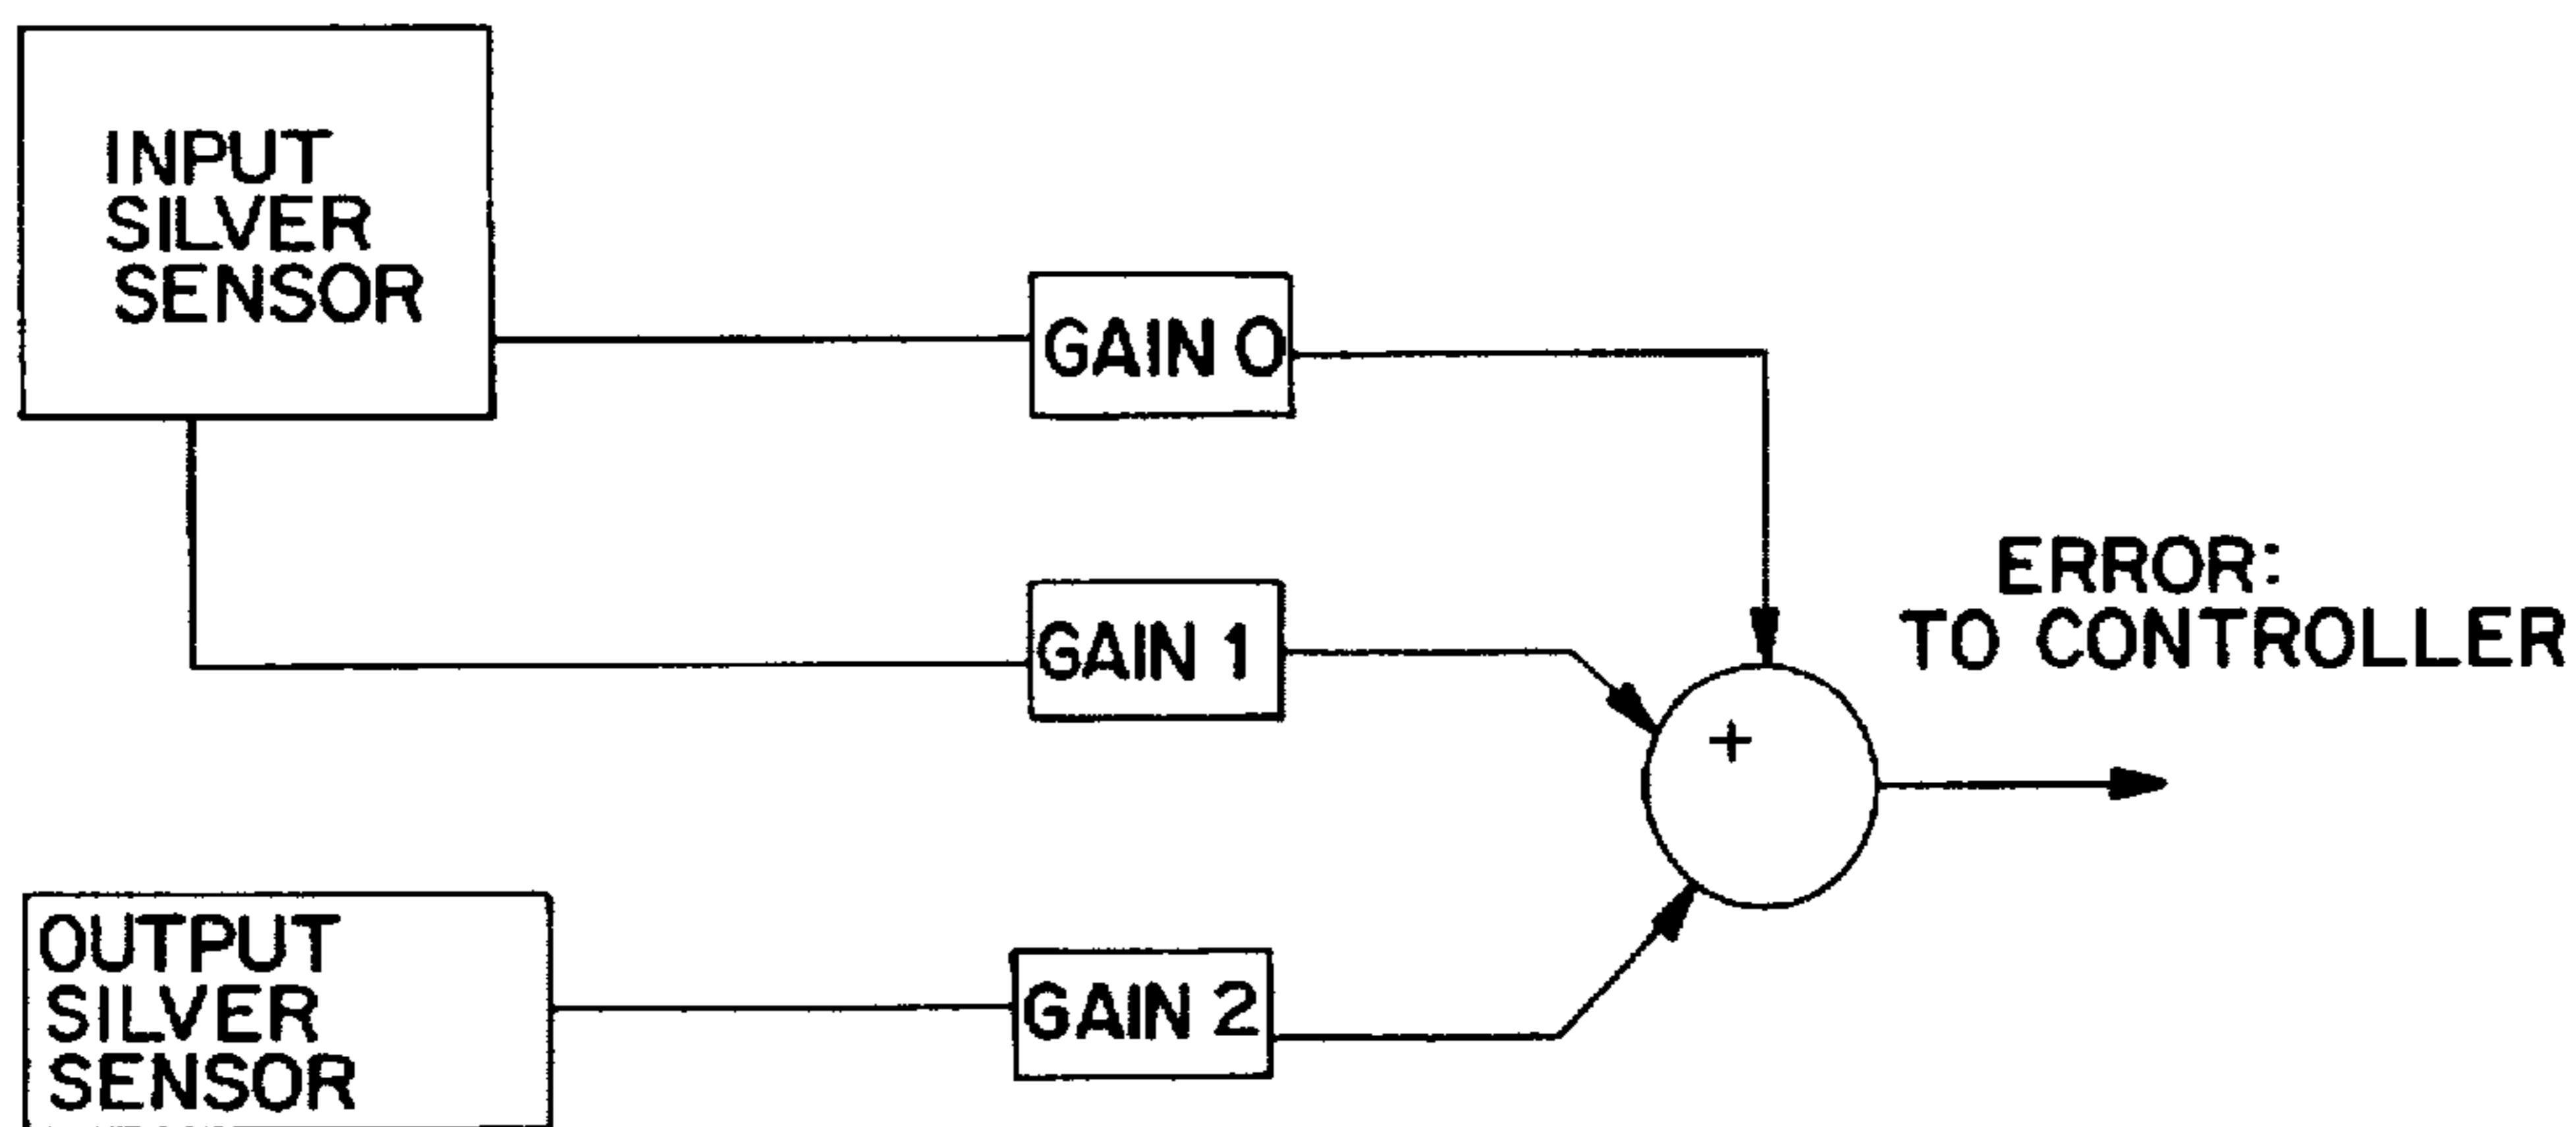 INPUT
SILVER
SENSOR
GAIN 0
GAIN 1
ERROR:
TO CONTROLLER
+
OUTPUT
SILVER
SENSOR
GAIN 2